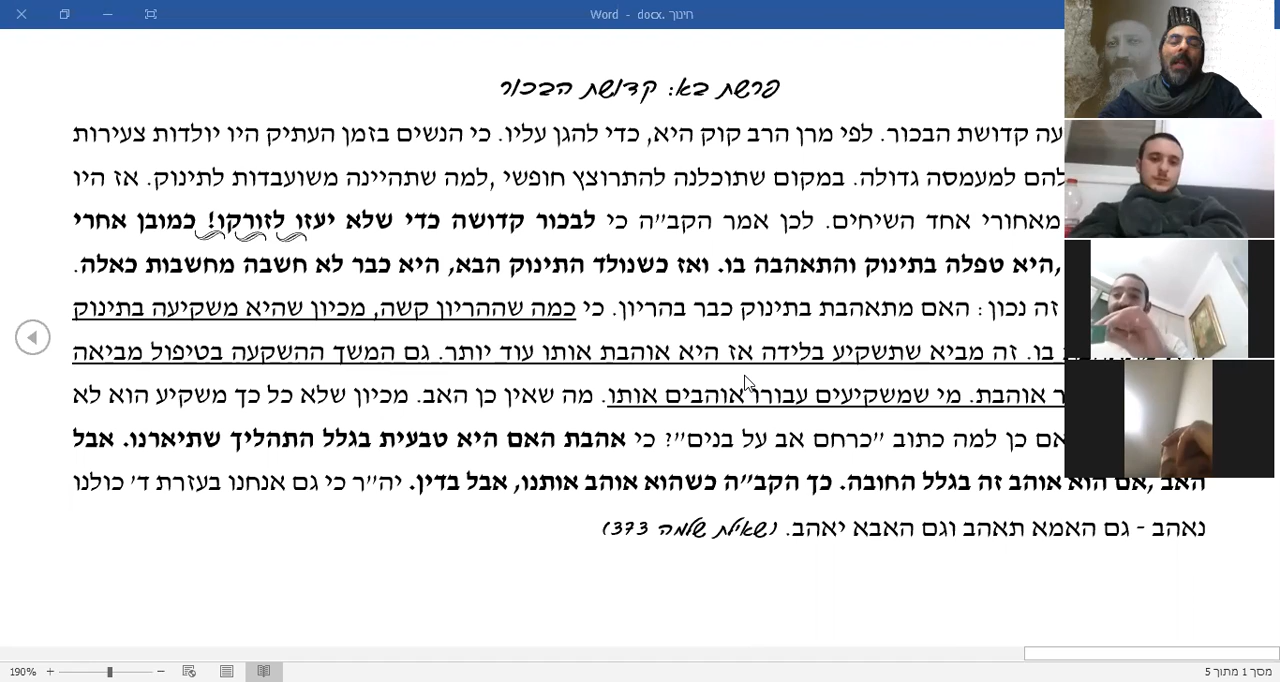 חינוך .docx - Word
פרשת בא: קדושת הבכור
עה קדושת הבכור. לפי מרן הרב קוק היא, כדי להגן עליו. כי הנשים בזמן העתיק היו יולדות צעירות
להם למעמסה גדולה. במקום שתוכלנה להתרוצץ חופשי ,למה שתהיינה משועבדות לתינוק. אז היו
מאחורי אחד השיחים. לכן אמר הקב״ה כי לבכור קדושה כדי שלא יעזו לזורקו! כמובן אחרי
,היא טפלה בתינוק והתאהבה בו. ואז כשנולד התינוק הבא, היא כבר לא חשבה מחשבות כאלה.
זה נכון: האם מתאהבת בתינוק כבר בהריון. כי כמה שההריון קשה, מכיון שהיא משקיעה בתינוק
בו. זה מביא שתשקיע בלידה אז היא אוהבת אותו עוד יותר. גם המשך ההשקעה בטיפול מביאה
אוהבת. מי שמשקיעים עבורו אוהבים אותו. מה שאין כן האב. מכיון שלא כל כך משקיע הוא לא
אם כן למה כתוב ״כרחם אב על בנים״? כי אהבת האם היא טבעית בגלל התהליך שתיארנו. אבל
האב ,אם הוא אוהב זה בגלל החובה. כך הקב״ה כשהוא אוהב אותנו, אבל בדין. יה״ר כי גם אנחנו בעזרת ד׳ כולנו
נאהב - גם האמא תאהב וגם האבא יאהב. (שאילת שלמה 373)
מסך 1 מתוך 5
190%